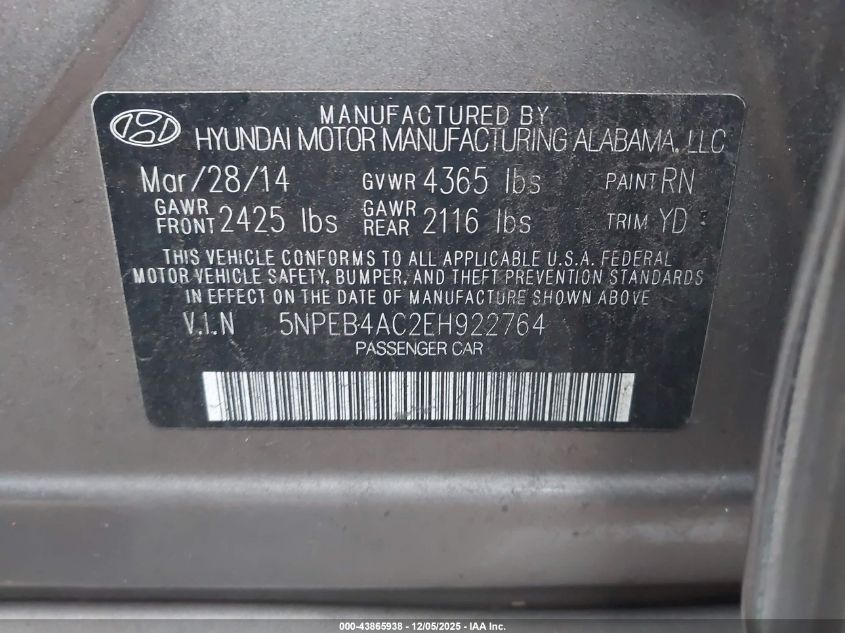 MANUFACTURED BY
HYUNDAI MOTOR MANUFACTURING ALABAMA, LLC
Mar/28/14 GVWR 4365 lbs PAINT RN
GAWR FRONT 2425 lbs GAWR REAR 2116 lbs TRIM YD
THIS VEHICLE CONFORMS TO ALL APPLICABLE U.S.A. FEDERAL
MOTOR VEHICLE SAFETY, BUMPER, AND THEFT PREVENTION STANDARDS
IN EFFECT ON THE DATE OF MANUFACTURE SHOWN ABOVE.
V.I.N 5NPEB4AC2EH922764
PASSENGER CAR
000-43865938 - 12/05/2025 - IAA Inc.